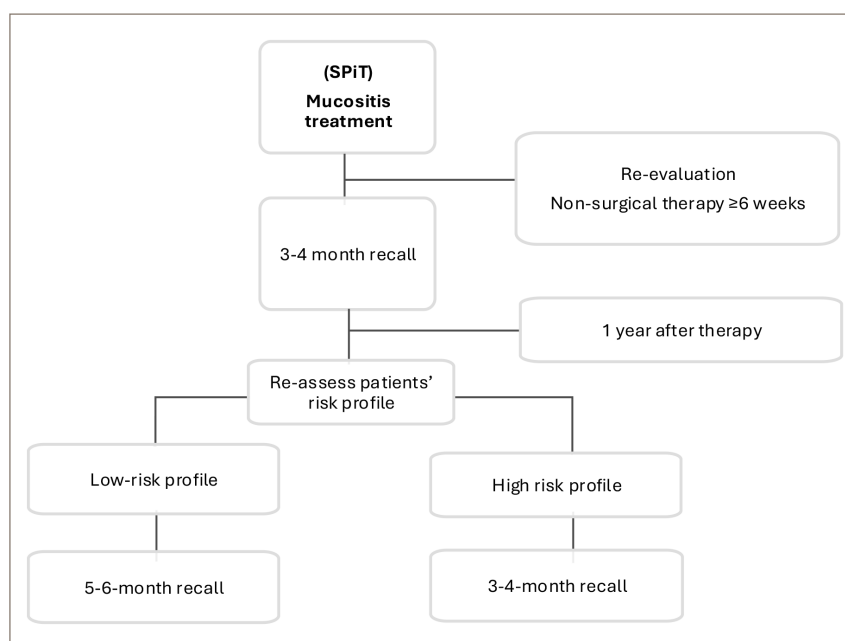 (SPiT)
Mucositis
treatment
Re-evaluation
Non-surgical therapy ≥6 weeks
3-4 month recall
1 year after therapy
Re-assess patients’
risk profile
Low-risk profile
High risk profile
5-6-month recall
3-4-month recall